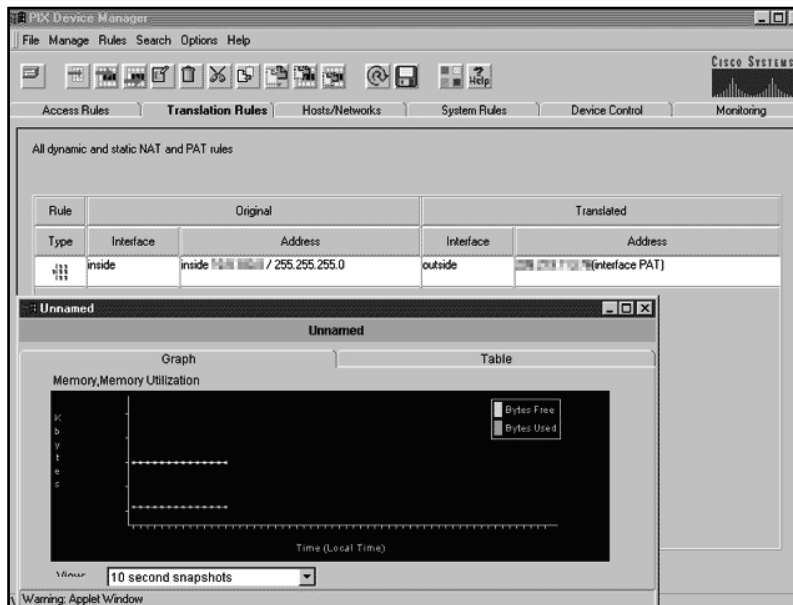 PIX Device Manager
File Manage Rules Search Options Help
? Help
CISCO SYSTEMS
Access Rules Translation Rules Hosts/Networks System Rules Device Control Monitoring
All dynamic and static NAT and PAT rules
Rule Original Translated
Type Interface Address Interface Address
inside inside / 255.255.255.0 outside (interface PAT)
Unnamed
Unnamed
Graph Table
Memory,Memory Utilization
Kbytes
Bytes Free
Bytes Used
Time (Local Time)
View: 10 second snapshots
Warning: Applet Window